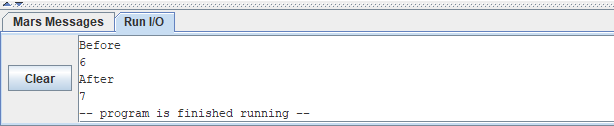 Mars Messages Run I/O
Clear
Before
6
After
7
-- program is finished running --